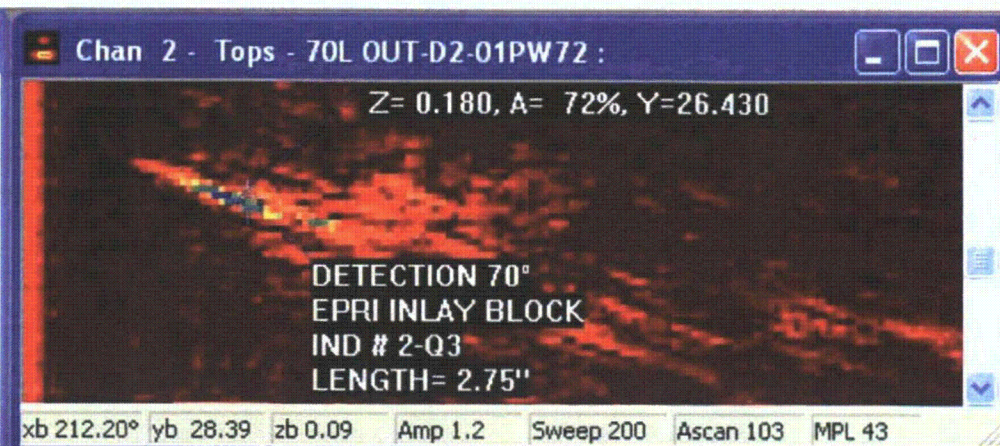 Chan 2 - Tops - 70L OUT-D2-01PW72 :
Z= 0.180, A= 72%, Y=26.430
DETECTION 70°
EPRI INLAY BLOCK
IND # 2-Q3
LENGTH= 2.75"
xb 212.20° yb 28.39 zb 0.09 Amp 1.2 Sweep 200 Ascan 103 MPL 43